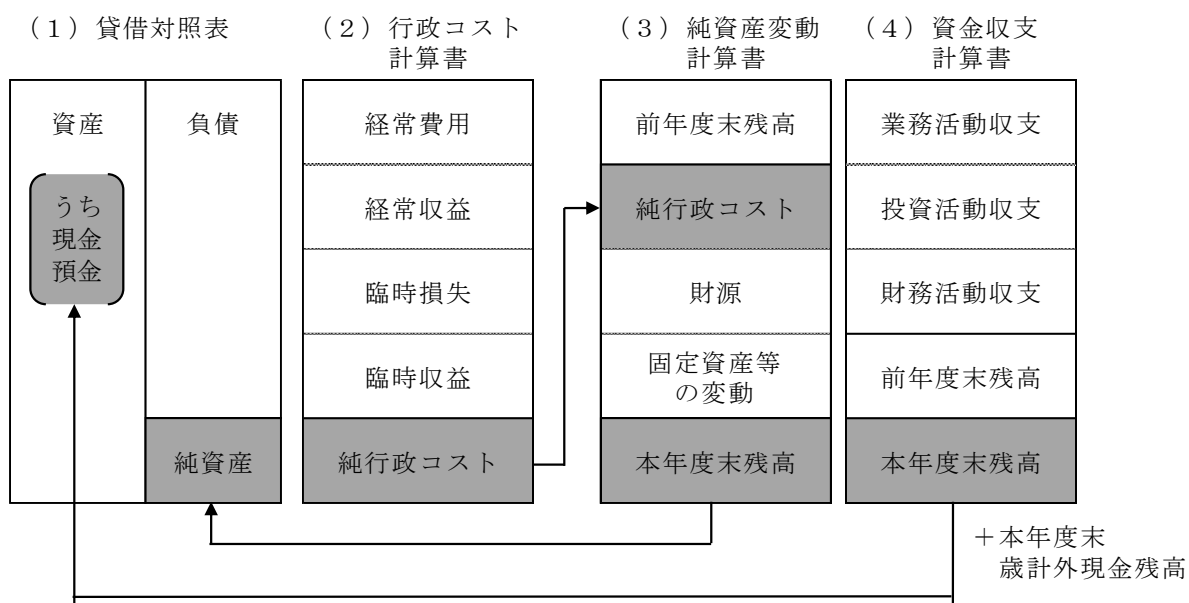 （１）貸借対照表
資産
うち
現金
預金
負債
純資産
（２）行政コスト
計算書
経常費用
経常収益
臨時損失
臨時収益
純行政コスト
（３）純資産変動
計算書
前年度末残高
純行政コスト
財源
固定資産等
の変動
本年度末残高
（４）資金収支
計算書
業務活動収支
投資活動収支
財務活動収支
前年度末残高
本年度末残高
＋本年度末
歳計外現金残高